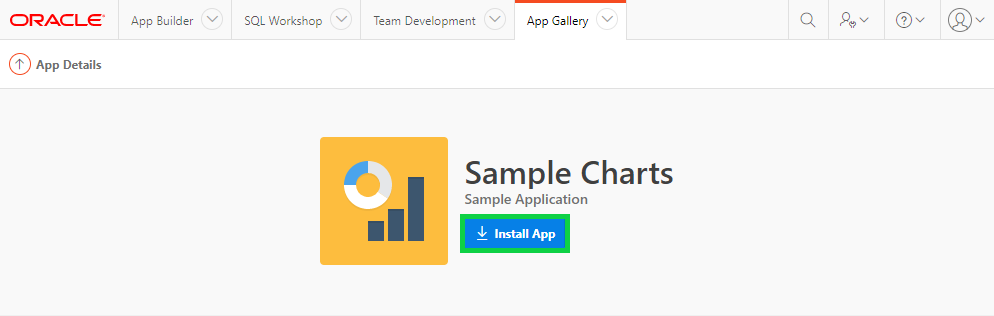 ORACLE App Builder SQL Workshop Team Development App Gallery
App Details
Sample Charts
Sample Application
Install App